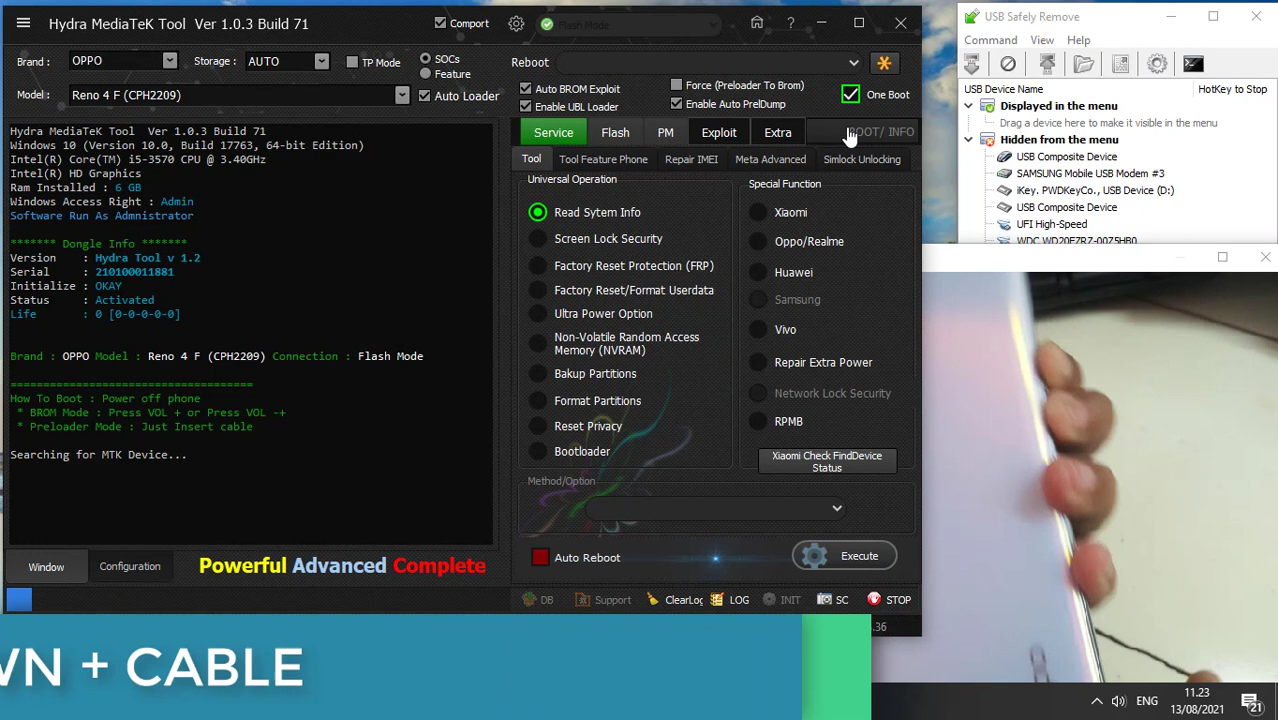 Hydra MediaTeK Tool Ver 1.0.3 Build 71
Comport
Flash Mode
?
Brand :
OPPO
Storage :
AUTO
TP Mode
SOCs
Feature
Reboot
Model :
Reno 4 F (CPH2209)
Auto Loader
Auto BROM Exploit
Enable UBL Loader
Force (Preloader To Brom)
Enable Auto PrelDump
One Boot
Service
Flash
PM
Exploit
Extra
BOOT/ INFO
Tool
Tool Feature Phone
Repair IMEI
Meta Advanced
Simlock Unlocking
Hydra MediaTeK Tool Ver 1.0.3 Build 71
Windows 10 (Version 10.0, Build 17763, 64-bit Edition)
Intel(R) Core(TM) i5-3570 CPU @ 3.40GHz
Intel(R) HD Graphics
Ram Installed : 6 GB
Windows Access Right : Admin
Software Run As Admnistrator
******* Dongle Info *******
Version : Hydra Tool v 1.2
Serial : 210100011881
Initialize : OKAY
Status : Activated
Life : 0 [0-0-0-0-0]
Brand : OPPO Model : Reno 4 F (CPH2209) Connection : Flash Mode
===================================
How To Boot : Power off phone
* BROM Mode : Press VOL + or Press VOL -+
* Preloader Mode : Just Insert cable
Searching for MTK Device...
Universal Operation
Read Sytem Info
Screen Lock Security
Factory Reset Protection (FRP)
Factory Reset/Format Userdata
Ultra Power Option
Non-Volatile Random Access
Memory (NVRAM)
Bakup Partitions
Format Partitions
Reset Privacy
Bootloader
Special Function
Xiaomi
Oppo/Realme
Huawei
Samsung
Vivo
Repair Extra Power
Network Lock Security
RPMB
Xiaomi Check FindDevice
Status
Method/Option
Auto Reboot
Execute
Window
Configuration
Powerful Advanced Complete
DB
Support
ClearLog
LOG
INIT
SC
STOP
.36
WN + CABLE
USB Safely Remove
Command View Help
USB Device Name
HotKey to Stop
Displayed in the menu
Drag a device here to make it visible in the menu
Hidden from the menu
USB Composite Device
SAMSUNG Mobile USB Modem #3
iKey. PWDKeyCo., USB Device (D:)
USB Composite Device
UFI High-Speed
WDC WD20EZRZ-00Z5HB0
ENG
11.23
13/08/2021
21